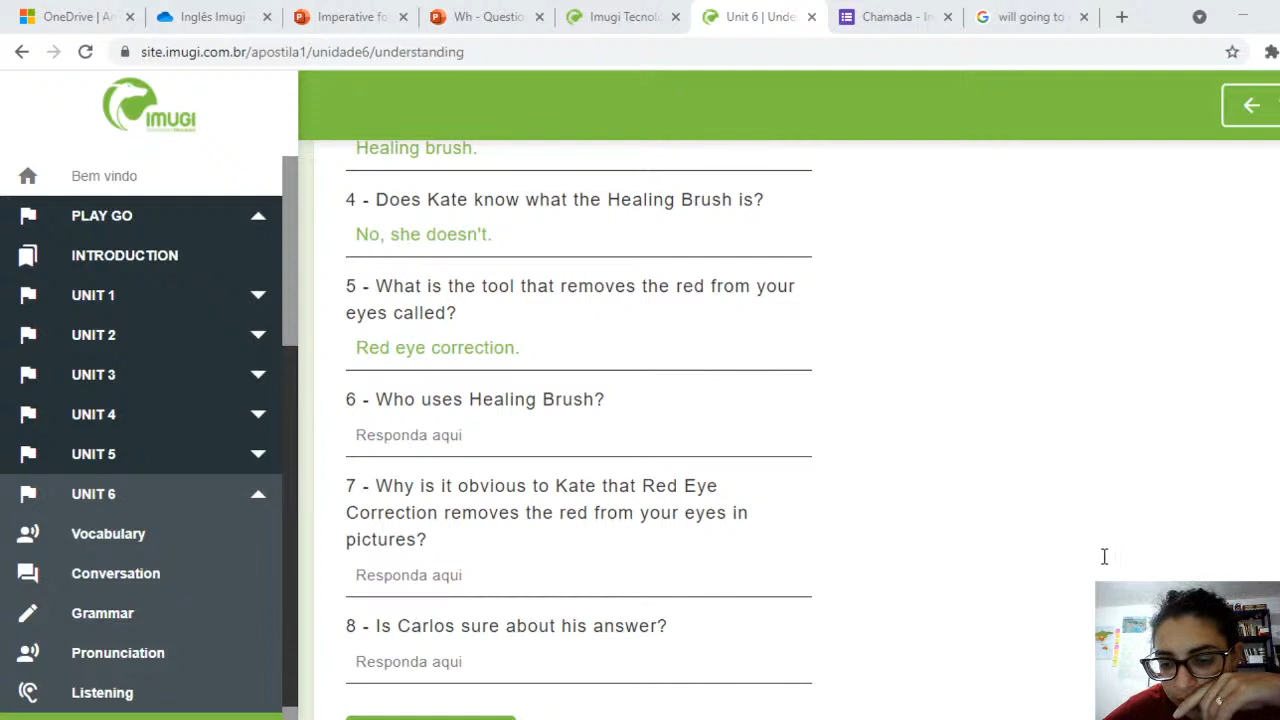 OneDrive | A
Inglês Imugi -
Imperative fo
Wh - Questio
Imugi Tecnolo
Unit 6 | Unde
Chamada - I
will going to
site.imugi.com.br/apostila1/unidade6/understanding
IMUGI
Bem vindo
PLAY GO
INTRODUCTION
UNIT 1
UNIT 2
UNIT 3
UNIT 4
UNIT 5
UNIT 6
Vocabulary
Conversation
Grammar
Pronunciation
Listening
Healing brush.
4 - Does Kate know what the Healing Brush is?
No, she doesn't.
5 - What is the tool that removes the red from your
eyes called?
Red eye correction.
6 - Who uses Healing Brush?
Responda aqui
7 - Why is it obvious to Kate that Red Eye
Correction removes the red from your eyes in
pictures?
Responda aqui
8 - Is Carlos sure about his answer?
Responda aqui